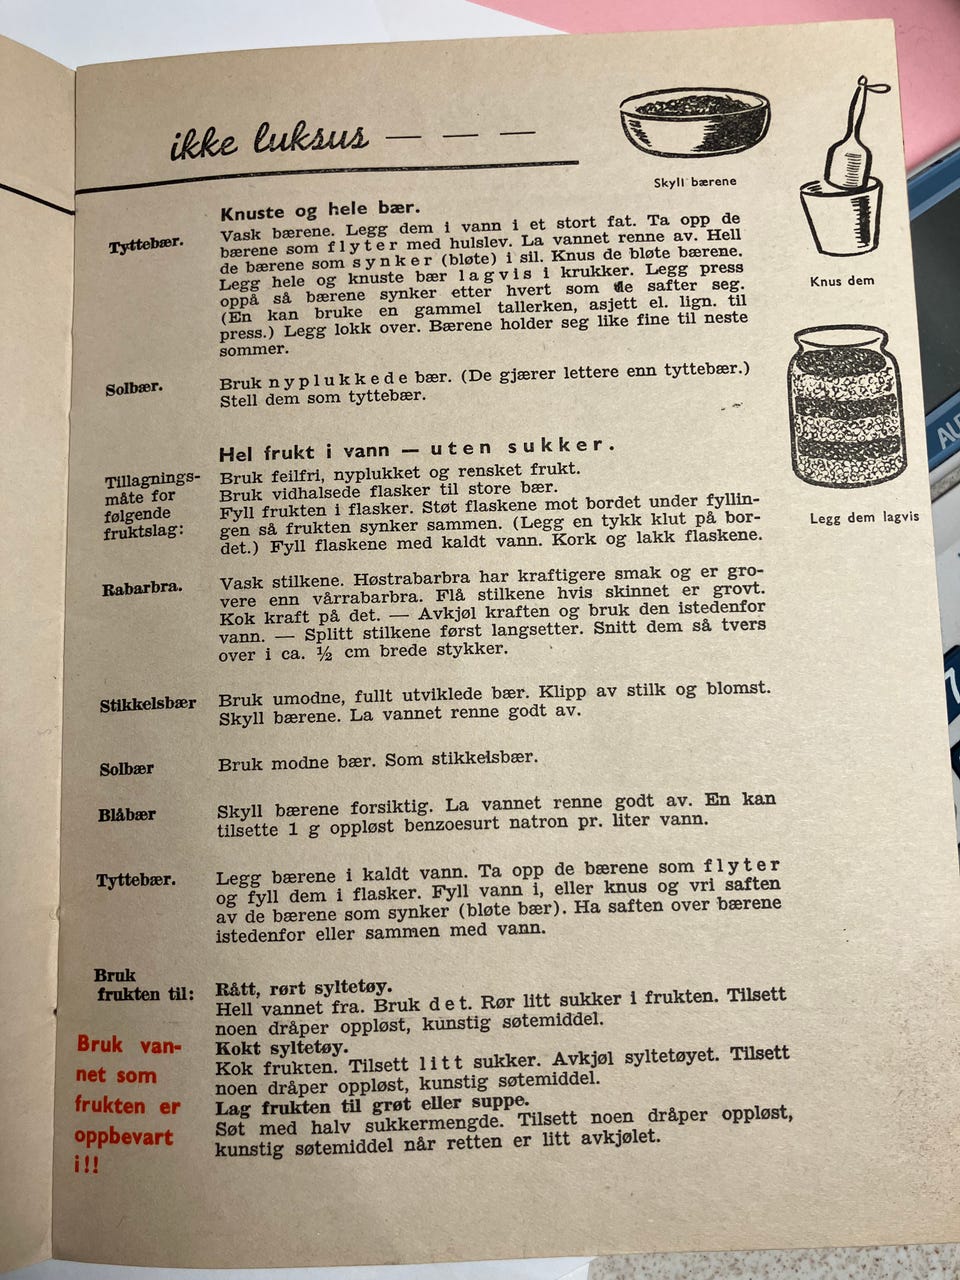 ikke luksus — — —
Skyll bærene
Knus dem
Legg dem lagvis
Knuste og hele bær.
Tyttebær.
Vask bærene. Legg dem i vann i et stort fat. Ta opp de
bærene som flyter med hulslev. La vannet renne av. Hell
de bærene som synker (bløte) i sil. Knus de bløte bærene.
Legg hele og knuste bær lagvis i krukker. Legg press
oppå så bærene synker etter hvert som de safter seg.
(En kan bruke en gammel tallerken, asjett el. lign. til
press.) Legg lokk over. Bærene holder seg like fine til neste
sommer.
Solbær.
Bruk nyplukkede bær. (De gjærer lettere enn tyttebær.)
Stell dem som tyttebær.
Hel frukt i vann — uten sukker.
Tillagnings-
måte for
følgende
fruktslag:
Bruk feilfri, nyplukket og rensket frukt.
Bruk vidhalsede flasker til store bær.
Fyll frukten i flasker. Støt flaskene mot bordet under fyllin-
gen så frukten synker sammen. (Legg en tykk klut på bor-
det.) Fyll flaskene med kaldt vann. Kork og lakk flaskene.
Rabarbra.
Vask stilkene. Høstrabarbra har kraftigere smak og er gro-
vere enn vårrabarbra. Flå stilkene hvis skinnet er grovt.
Kok kraft på det. — Avkjøl kraften og bruk den istedenfor
vann. — Splitt stilkene først langsetter. Snitt dem så tvers
over i ca. ½ cm brede stykker.
Stikkelsbær
Bruk umodne, fullt utviklede bær. Klipp av stilk og blomst.
Skyll bærene. La vannet renne godt av.
Solbær
Bruk modne bær. Som stikkelsbær.
Blåbær
Skyll bærene forsiktig. La vannet renne godt av. En kan
tilsette 1 g oppløst benzoesurt natron pr. liter vann.
Tyttebær.
Legg bærene i kaldt vann. Ta opp de bærene som flyter
og fyll dem i flasker. Fyll vann i, eller knus og vri saften
av de bærene som synker (bløte bær). Ha saften over bærene
istedenfor eller sammen med vann.
Bruk
frukten til:
Rått, rørt syltetøy.
Hell vannet fra. Bruk det. Rør litt sukker i frukten. Tilsett
noen dråper oppløst, kunstig søtemiddel.
Kokt syltetøy.
Kok frukten. Tilsett litt sukker. Avkjøl syltetøyet. Tilsett
noen dråper oppløst, kunstig søtemiddel.
Lag frukten til grøt eller suppe.
Søt med halv sukkermengde. Tilsett noen dråper oppløst,
kunstig søtemiddel når retten er litt avkjølet.
Bruk van-
net som
frukten er
oppbevart
i!!